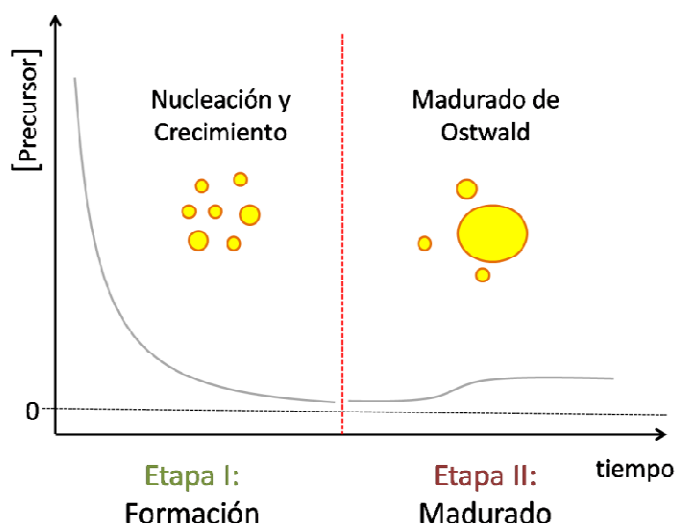 [Precursor]
Nucleación y
Crecimiento
Madurado de
Ostwald
0
tiempo
Etapa I:
Formación
Etapa II:
Madurado